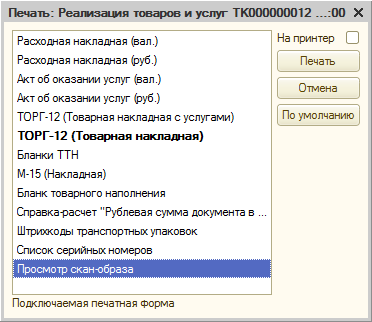 Печать: Реализация товаров и услуг ТК000000012 ...:00
Расходная накладная (вал.)
На принтер
Расходная накладная (руб.)
Печать
Акт об оказании услуг (вал.)
Отмена
Акт об оказании услуг (руб.)
ТОРГ-12 (Товарная накладная с услугами)
По умолчанию
ТОРГ-12 (Товарная накладная)
Бланки ТТН
М-15 (Накладная)
Бланк товарного наполнения
Справка-расчет "Рублевая сумма документа в ...
Штрихкоды транспортных упаковок
Список серийных номеров
Просмотр скан-образа
Подключаемая печатная форма